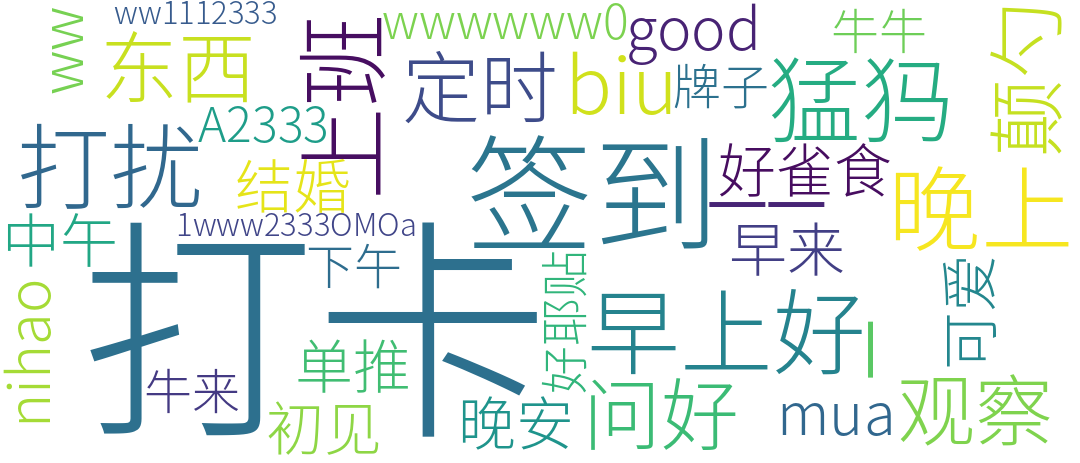 ww1112333
wwwwww0
good
牛牛
ww
东西
上班
定时
biu
牌子
猛犸
颠勺
A2333
打扰
结婚
签到
好雀食
晚上
1www2333OMOa
中午
打卡
下午
早来
nihao
好耶贴
早上好
可爱
单推
牛来
初见
晚安
问好
mua
观察